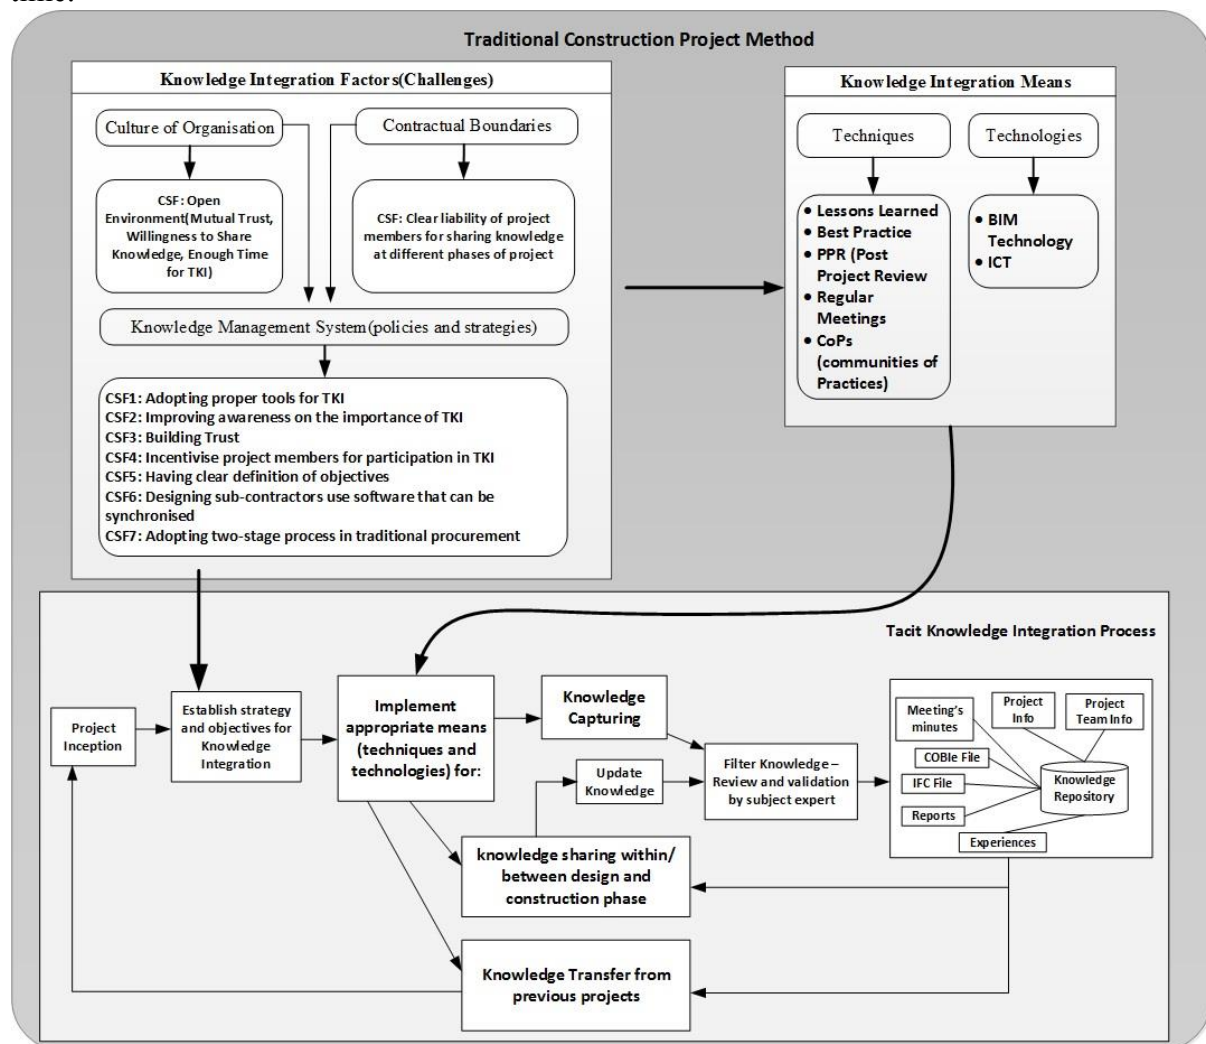 time.
Traditional Construction Project Method
Knowledge Integration Factors(Challenges)
Culture of Organisation
Contractual Boundaries
CSF: Open
Environment(Mutual Trust,
Willingness to Share
Knowledge, Enough Time
for TKI)
CSF: Clear liability of project
members for sharing knowledge
at different phases of project
Knowledge Management System(policies and strategies)
CSF1: Adopting proper tools for TKI
CSF2: Improving awareness on the importance of TKI
CSF3: Building Trust
CSF4: Incentivise project members for participation in TKI
CSF5: Having clear definition of objectives
CSF6: Designing sub-contractors use software that can be
synchronised
CSF7: Adopting two-stage process in traditional procurement
Knowledge Integration Means
Techniques
Technologies
• Lessons Learned
• Best Practice
• PPR (Post
Project Review
• Regular
Meetings
• CoPs
(communities of
Practices)
• BIM
Technology
• ICT
Tacit Knowledge Integration Process
Project
Inception
Establish strategy
and objectives for
Knowledge
Integration
Implement
appropriate means
(techniques and
technologies) for:
Knowledge
Capturing
Update
Knowledge
Filter Knowledge –
Review and validation
by subject expert
knowledge sharing within/
between design and
construction phase
Knowledge Transfer from
previous projects
Meeting's
minutes
Project
Info
Project
Team Info
COBIe File
IFC File
Reports
Knowledge
Repository
Experiences